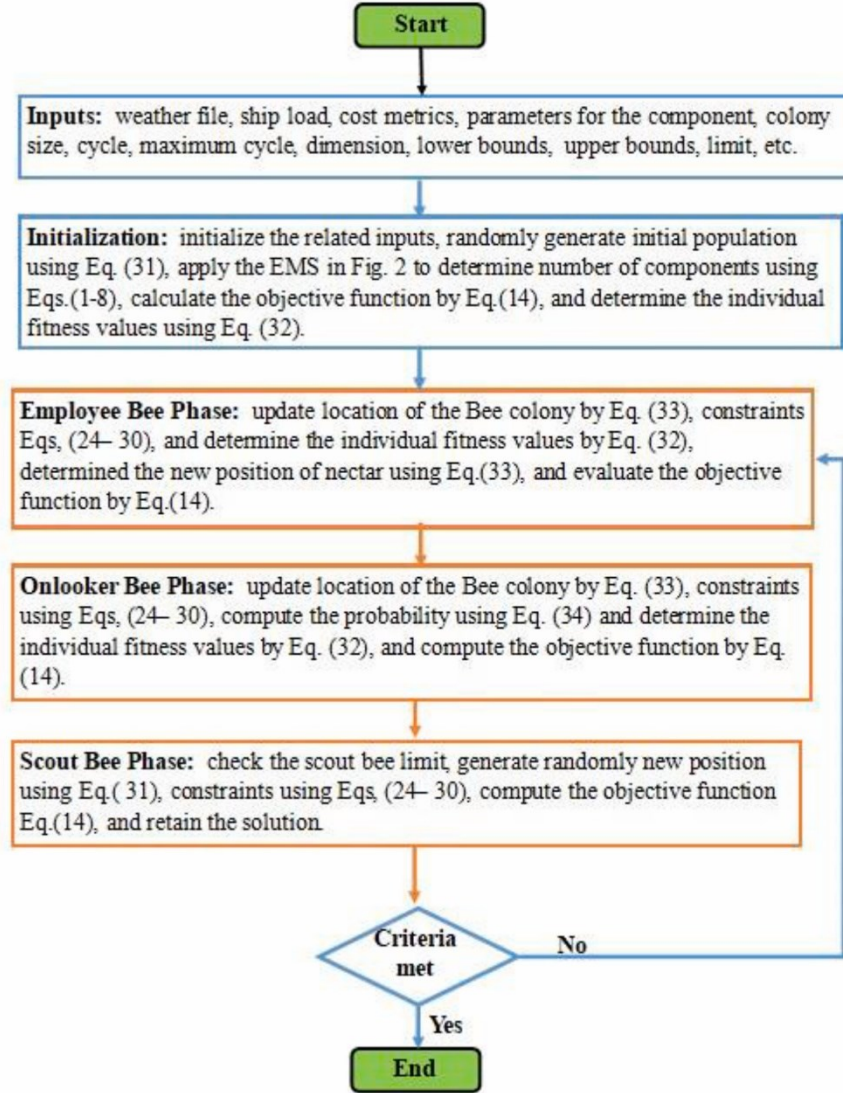 Start
Inputs: weather file, ship load, cost metrics, parameters for the component, colony
size, cycle, maximum cycle, dimension, lower bounds, upper bounds, limit, etc.
Initialization: initialize the related inputs, randomly generate initial population
using Eq. (31), apply the EMS in Fig. 2 to determine number of components using
Eqs.(1-8), calculate the objective function by Eq.(14), and determine the individual
fitness values using Eq. (32).
Employee Bee Phase: update location of the Bee colony by Eq. (33), constraints
Eqs, (24– 30), and determine the individual fitness values by Eq. (32),
determined the new position of nectar using Eq.(33), and evaluate the objective
function by Eq.(14).
Onlooker Bee Phase: update location of the Bee colony by Eq. (33), constraints
using Eqs, (24– 30), compute the probability using Eq. (34) and determine the
individual fitness values by Eq. (32), and compute the objective function by Eq.
(14).
Scout Bee Phase: check the scout bee limit, generate randomly new position
using Eq.( 31), constraints using Eqs, (24– 30), compute the objective function
Eq.(14), and retain the solution.
Criteria
met
No
Yes
End